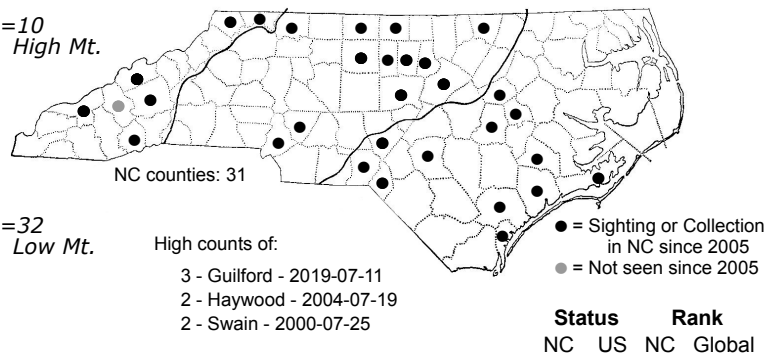 =10
High Mt.
NC counties: 31
=32
Low Mt.
High counts of:
3 - Guilford - 2019-07-11
2 - Haywood - 2004-07-19
2 - Swain - 2000-07-25
● = Sighting or Collection
in NC since 2005
● = Not seen since 2005
Status Rank
NC US NC Global